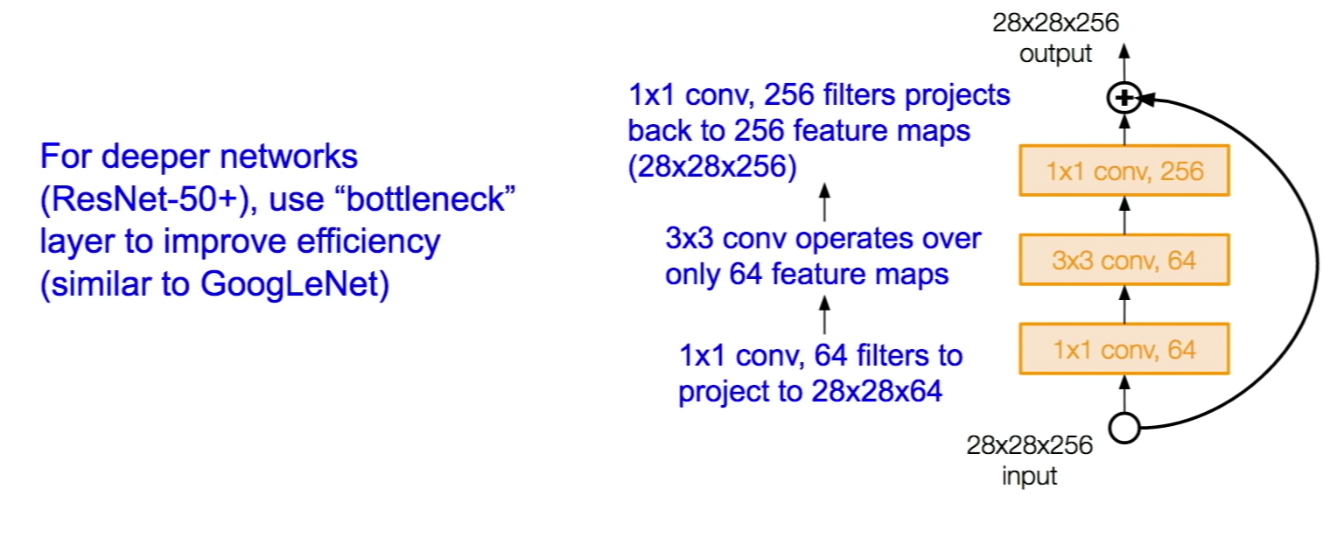 For deeper networks
(ResNet-50+), use “bottleneck”
layer to improve efficiency
(similar to GoogLeNet)
1x1 conv, 256 filters projects
back to 256 feature maps
(28x28x256)
3x3 conv operates over
only 64 feature maps
1x1 conv, 64 filters to
project to 28x28x64
28x28x256
output
1x1 conv, 256
3x3 conv, 64
1x1 conv, 64
28x28x256
input